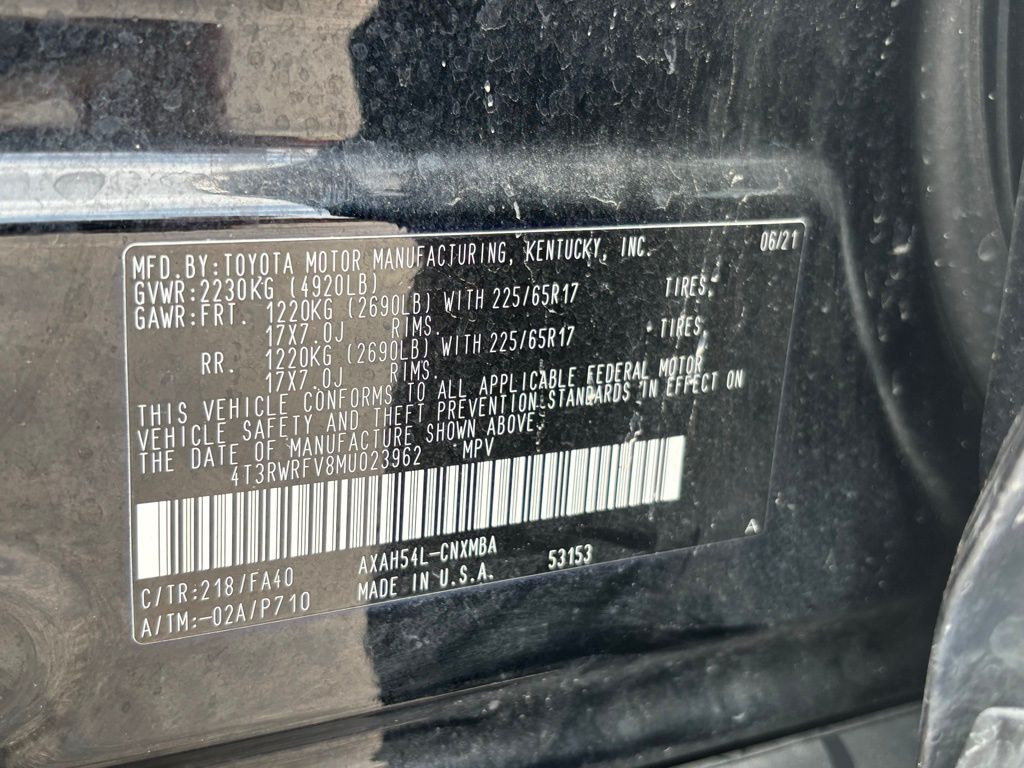 MFD.BY:TOYOTA MOTOR MANUFACTURING, KENTUCKY, INC. 06/21
GVWR:2230KG (4920LB)
GAWR:FRT. 1220KG (2690LB) WITH 225/65R17 TIRES,
17X7.0J RIMS.
RR. 1220KG (2690LB) WITH 225/65R17 TIRES,
17X7.0J RIMS.
THIS VEHICLE CONFORMS TO ALL APPLICABLE FEDERAL MOTOR
VEHICLE SAFETY AND THEFT PREVENTION STANDARDS IN EFFECT ON
THE DATE OF MANUFACTURE SHOWN ABOVE.
4T3RWRFV8MU023962 MPV
A
C/TR:218/FA40 AXAH54L-CNXMBA 53153
A/TM:-02A/P710 MADE IN U.S.A.